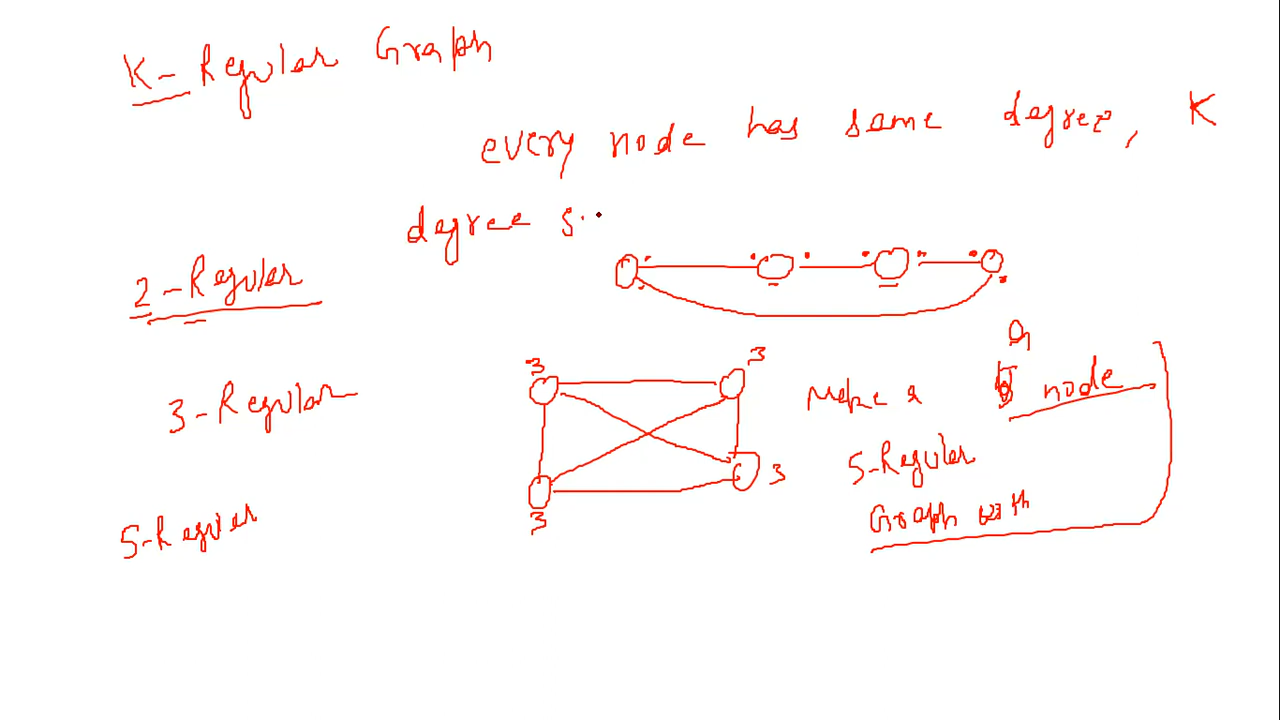 K- Regular Graph
every node has same degree, K
degree s
2-Regular
3 3
3-Regular
Make a node
5-Regular
3
Graph with
3
5-Reguler